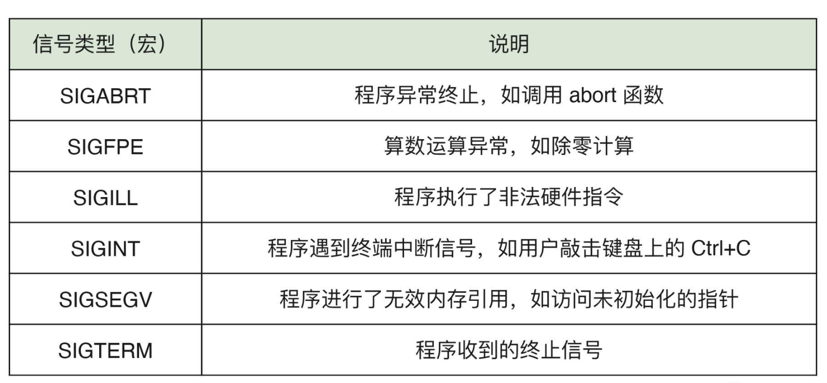 信号类型（宏） 说明
SIGABRT 程序异常终止，如调用 abort 函数
SIGFPE 算数运算异常，如除零计算
SIGILL 程序执行了非法硬件指令
SIGINT 程序遇到终端中断信号，如用户敲击键盘上的 Ctrl+C
SIGSEGV 程序进行了无效内存引用，如访问未初始化的指针
SIGTERM 程序收到的终止信号